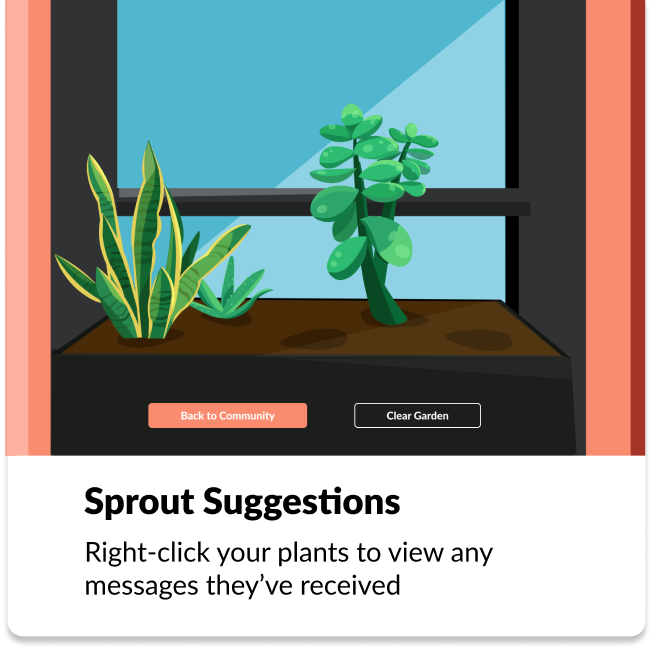 Back to Community
Clear Garden
Sprout Suggestions
Right-click your plants to view any
messages they’ve received